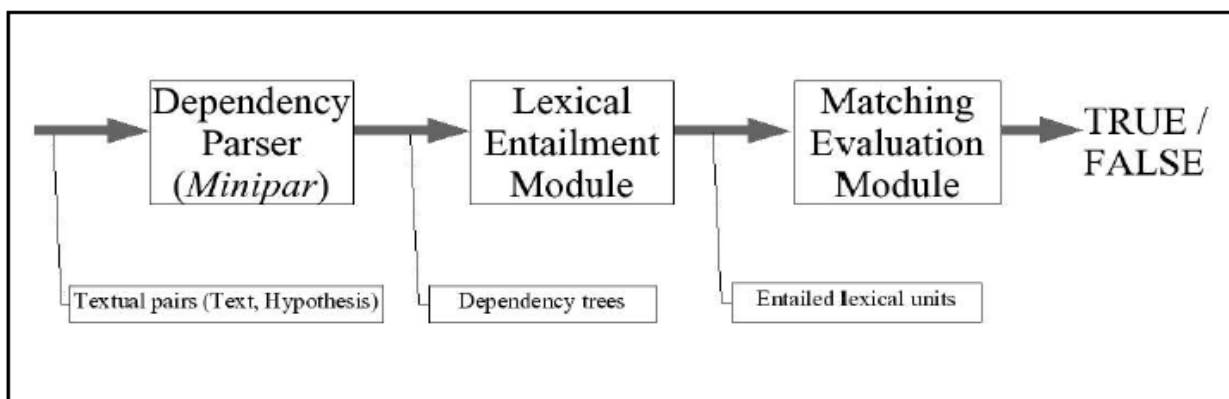 Dependency
Parser
(Minipar)
Lexical
Entailment
Module
Matching
Evaluation
Module
TRUE /
FALSE
Textual pairs (Text, Hypothesis)
Dependency trees
Entailed lexical units